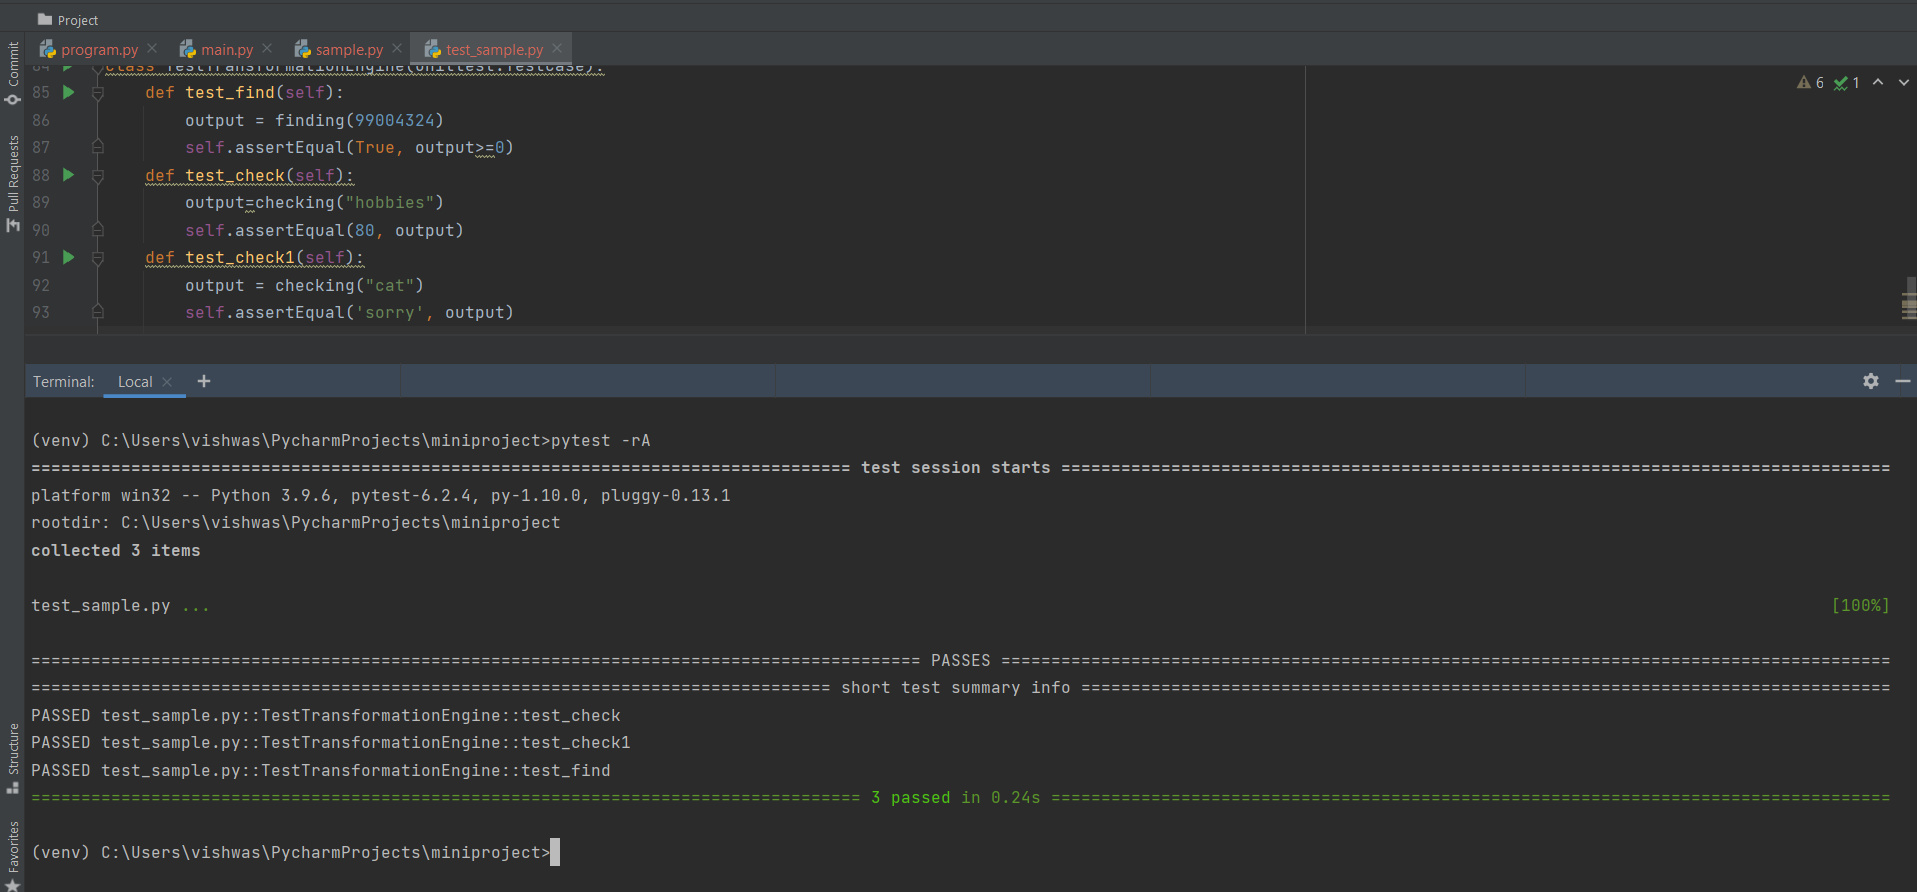 Project
Commit
Pull Requests
Structure
Favorites
program.py
main.py
sample.py
test_sample.py
6 1
84 class TestTransformationEngine(unittest.TestCase):
85 def test_find(self):
86 output = finding(99004324)
87 self.assertEqual(True, output>=0)
88 def test_check(self):
89 output=checking("hobbies")
90 self.assertEqual(80, output)
91 def test_check1(self):
92 output = checking("cat")
93 self.assertEqual('sorry', output)
Terminal: Local +
(venv) C:\Users\vishwas\PycharmProjects\miniproject>pytest -rA
================================================================================== test session starts ===================================================================================
platform win32 -- Python 3.9.6, pytest-6.2.4, py-1.10.0, pluggy-0.13.1
rootdir: C:\Users\vishwas\PycharmProjects\miniproject
collected 3 items
test_sample.py ... [100%]
========================================================================================= PASSES =========================================================================================
================================================================================ short test summary info =================================================================================
PASSED test_sample.py::TestTransformationEngine::test_check
PASSED test_sample.py::TestTransformationEngine::test_check1
PASSED test_sample.py::TestTransformationEngine::test_find
=================================================================================== 3 passed in 0.24s ====================================================================================
(venv) C:\Users\vishwas\PycharmProjects\miniproject>